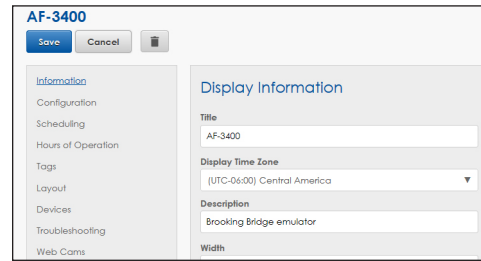 AF-3400
Save Cancel
Information
Configuration
Scheduling
Hours of Operation
Tags
Layout
Devices
Troubleshooting
Web Cams
Display Information
Title
AF-3400
Display Time Zone
(UTC-06:00) Central America
Description
Brooking Bridge emulator
Width